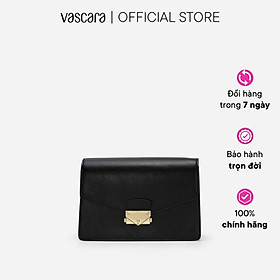 vascara | OFFICIAL STORE
Đổi hàng
trong 7 ngày
Bảo hành
trọn đời
100%
chính hãng